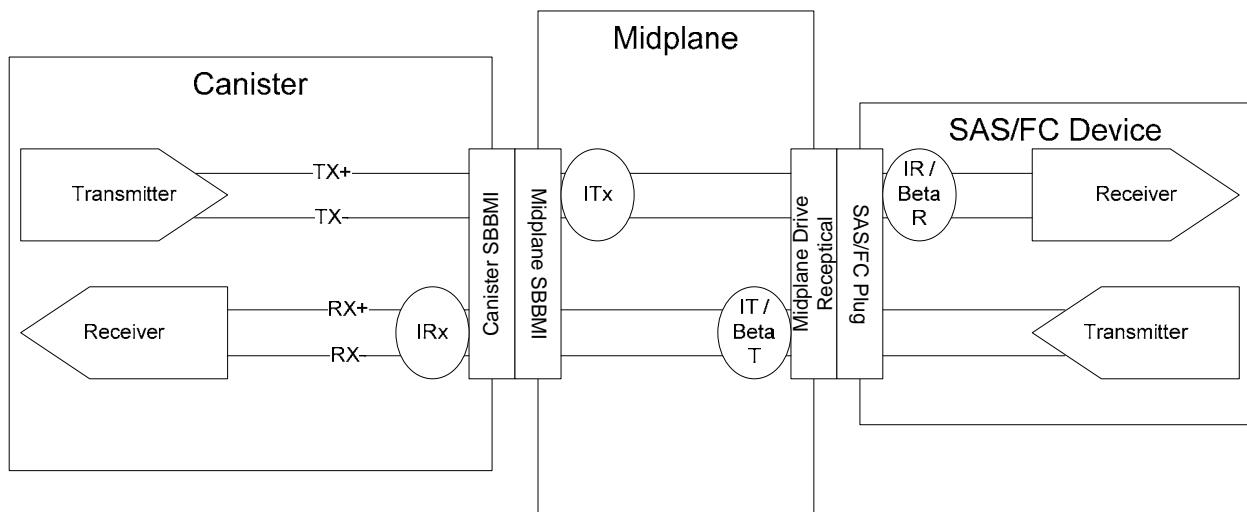 Midplane
Canister
SAS/FC Device
Transmitter
TX+
TX-
Canister SBBMI
Midplane SBBMI
ITx
Midplane Drive
Receptical
SAS/FC Plug
IR /
Beta
R
Receiver
Receiver
RX+
RX-
IRx
IT /
Beta
T
Transmitter